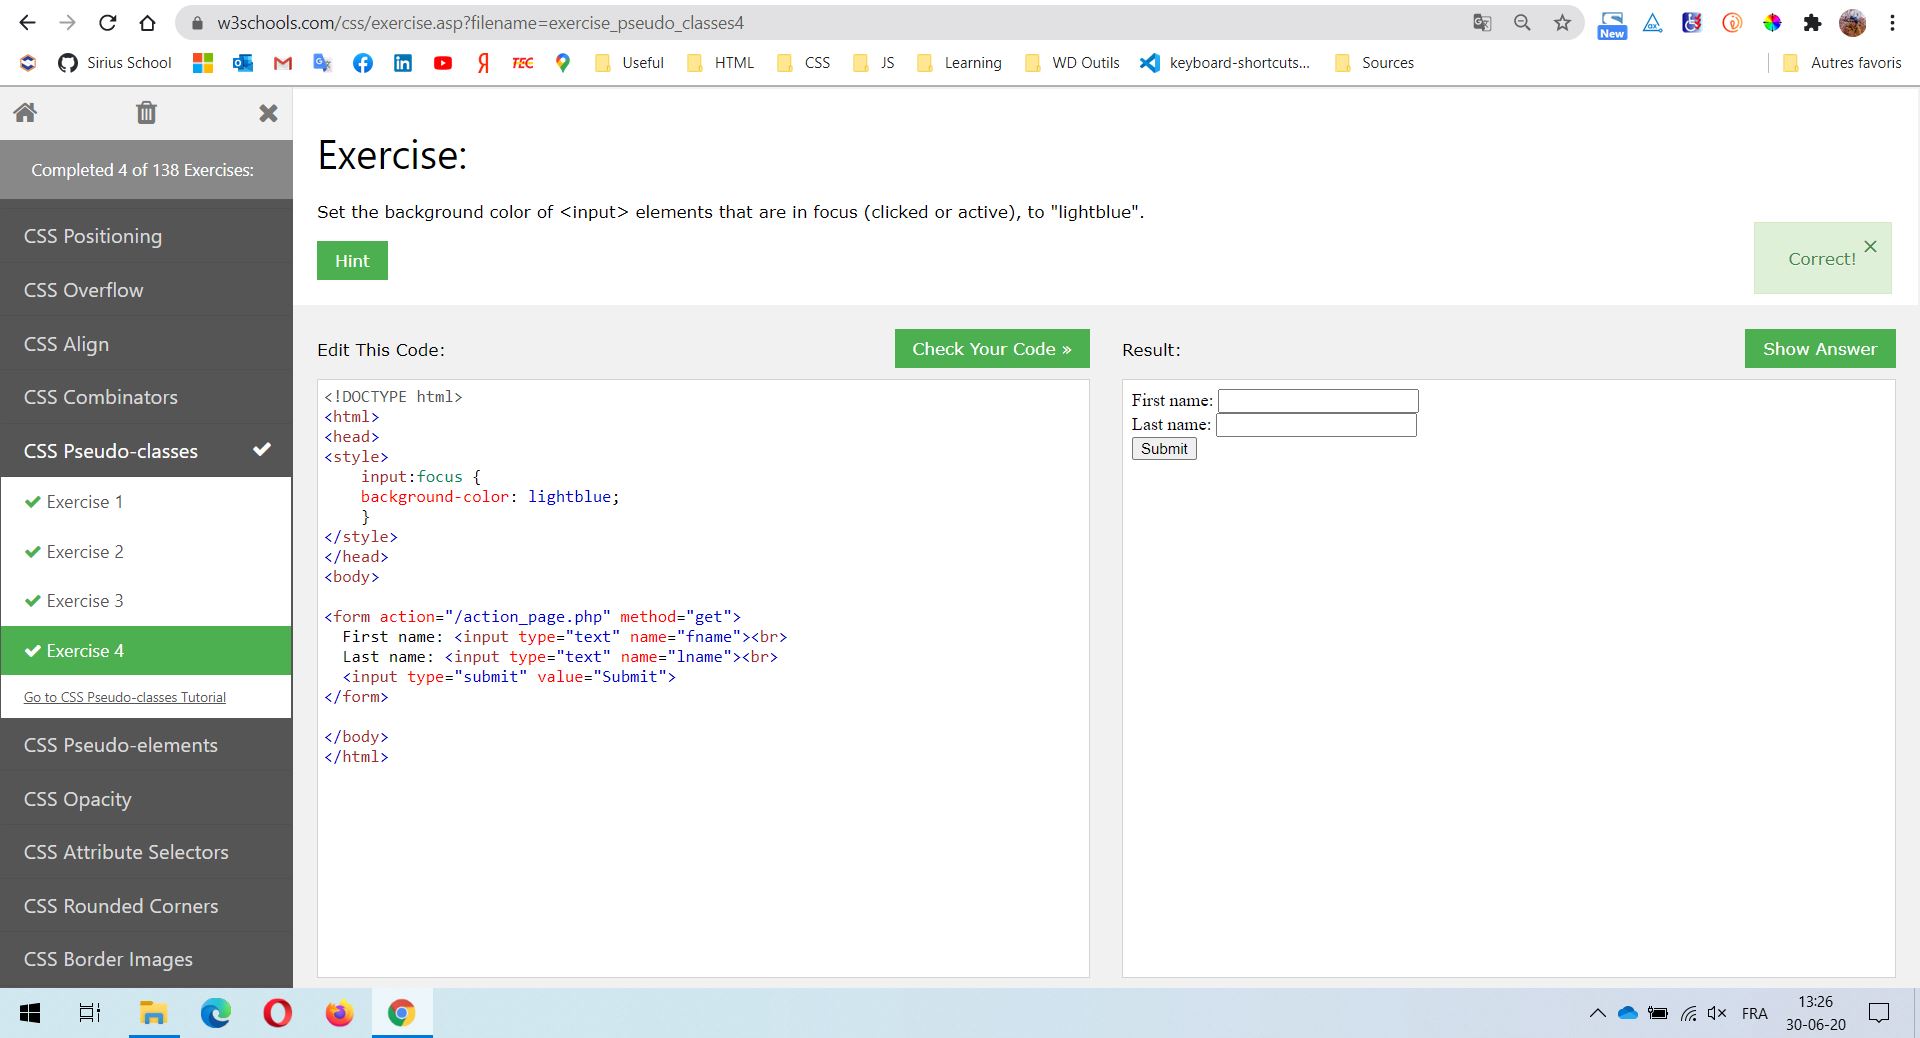 w3schools.com/css/exercise.asp?filename=exercise_pseudo_classes4
New
Sirius School
TEC
Useful
HTML
CSS
JS
Learning
WD Outils
keyboard-shortcuts...
Sources
Autres favoris
Completed 4 of 138 Exercises:
CSS Positioning
CSS Overflow
CSS Align
CSS Combinators
CSS Pseudo-classes
Exercise 1
Exercise 2
Exercise 3
Exercise 4
Go to CSS Pseudo-classes Tutorial
CSS Pseudo-elements
CSS Opacity
CSS Attribute Selectors
CSS Rounded Corners
CSS Border Images
Exercise:
Set the background color of <input> elements that are in focus (clicked or active), to "lightblue".
Hint
Correct!
Edit This Code:
Check Your Code »
<!DOCTYPE html>
<html>
<head>
<style>
    input:focus {
    background-color: lightblue;
    }
</style>
</head>
<body>
<form action="/action_page.php" method="get">
  First name: <input type="text" name="fname"><br>
  Last name: <input type="text" name="lname"><br>
  <input type="submit" value="Submit">
</form>
</body>
</html>
Result:
Show Answer
First name:
Last name:
Submit
FRA
13:26
30-06-20